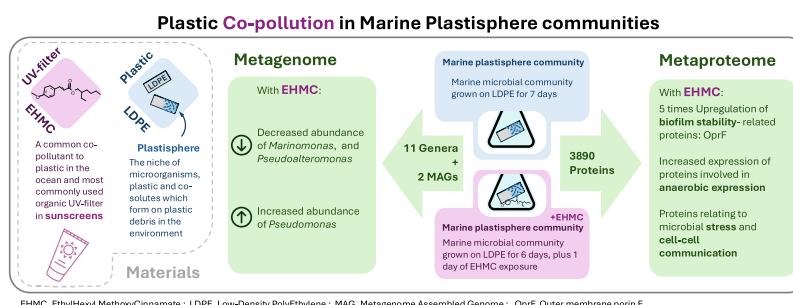 Plastic Co-pollution in Marine Plastisphere communities
UV-filter
EHMC
A common co-
pollutant to
plastic in the
ocean and most
commonly used
organic UV-filter
in sunscreens
Plastic
LDPE
LDPE
Plastisphere
The niche of
microorganisms,
plastic and co-
solutes which
form on plastic
debris in the
environment
Materials
Metagenome
With EHMC:
Decreased abundance
of Marinomonas, and
Pseudoalteromonas
Increased abundance
of Pseudomonas
11 Genera
+
2 MAGs
Marine plastisphere community
Marine microbial community
grown on LDPE for 7 days
+EHMC
Marine plastisphere community
Marine microbial community
grown on LDPE for 6 days, plus 1
day of EHMC exposure
3890
Proteins
Metaproteome
With EHMC:
5 times Upregulation of
biofilm stability- related
proteins: OprF
Increased expression of
proteins involved in
anaerobic expression
Proteins relating to
microbial stress and
cell-cell
communication
EHMC, EthylHexyl MethoxyCinnamate ; LDPE, Low-Density PolyEthylene ; MAG, Metagenome Assembled Genome ; OprF, Outer membrane porin F